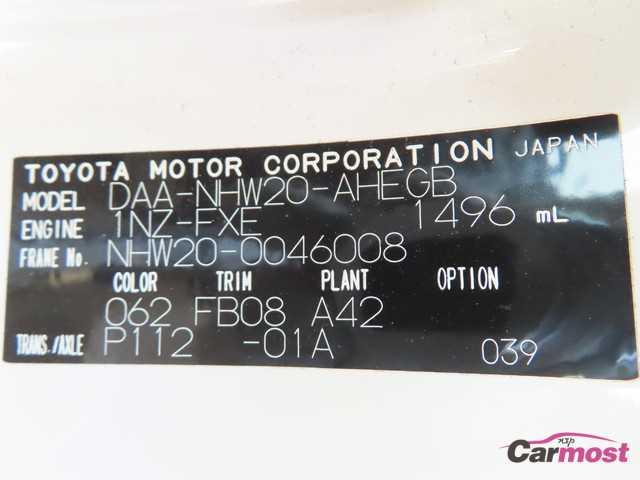 TOYOTA MOTOR CORPORATION JAPAN
MODEL DAA-NHW20-AHEGB
ENGINE 1NZ-FXE 1496 mL
FRAME No. NHW20-0046008
COLOR TRIM PLANT OPTION
062 FB08 A42
TRANS./AXLE P112 -01A 039
Carmost